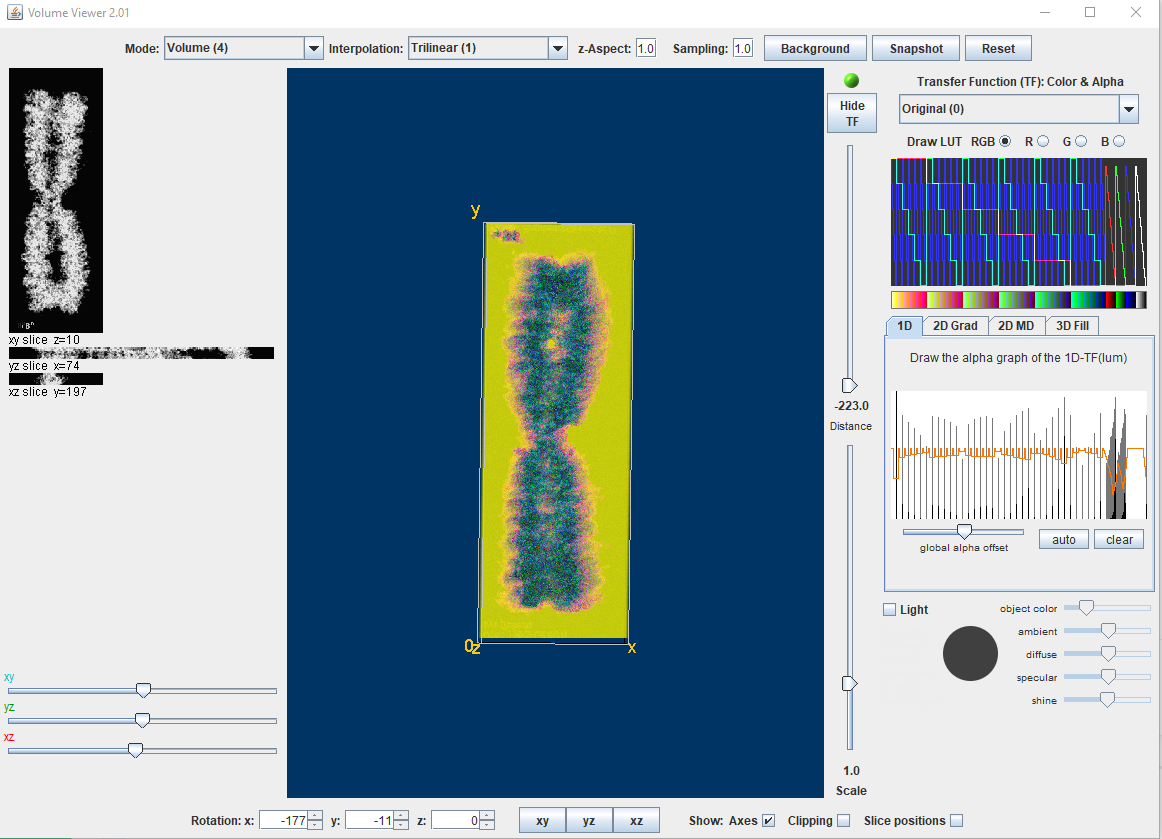 Volume Viewer 2.01
Mode: Volume (4) Interpolation: Trilinear (1) z-Aspect: 1.0 Sampling: 1.0 Background Snapshot Reset
xy slice z=10
yz slice x=74
xz slice y=197
xy
yz
xz
y
0z
x
Hide
TF
-223.0
Distance
1.0
Scale
Transfer Function (TF): Color & Alpha
Original (0)
Draw LUT RGB R G B
1D 2D Grad 2D MD 3D Fill
Draw the alpha graph of the 1D-TF(lum)
global alpha offset
auto clear
Light
object color
ambient
diffuse
specular
shine
Rotation: x: -177 y: -11 z: 0 xy yz xz Show: Axes Clipping Slice positions